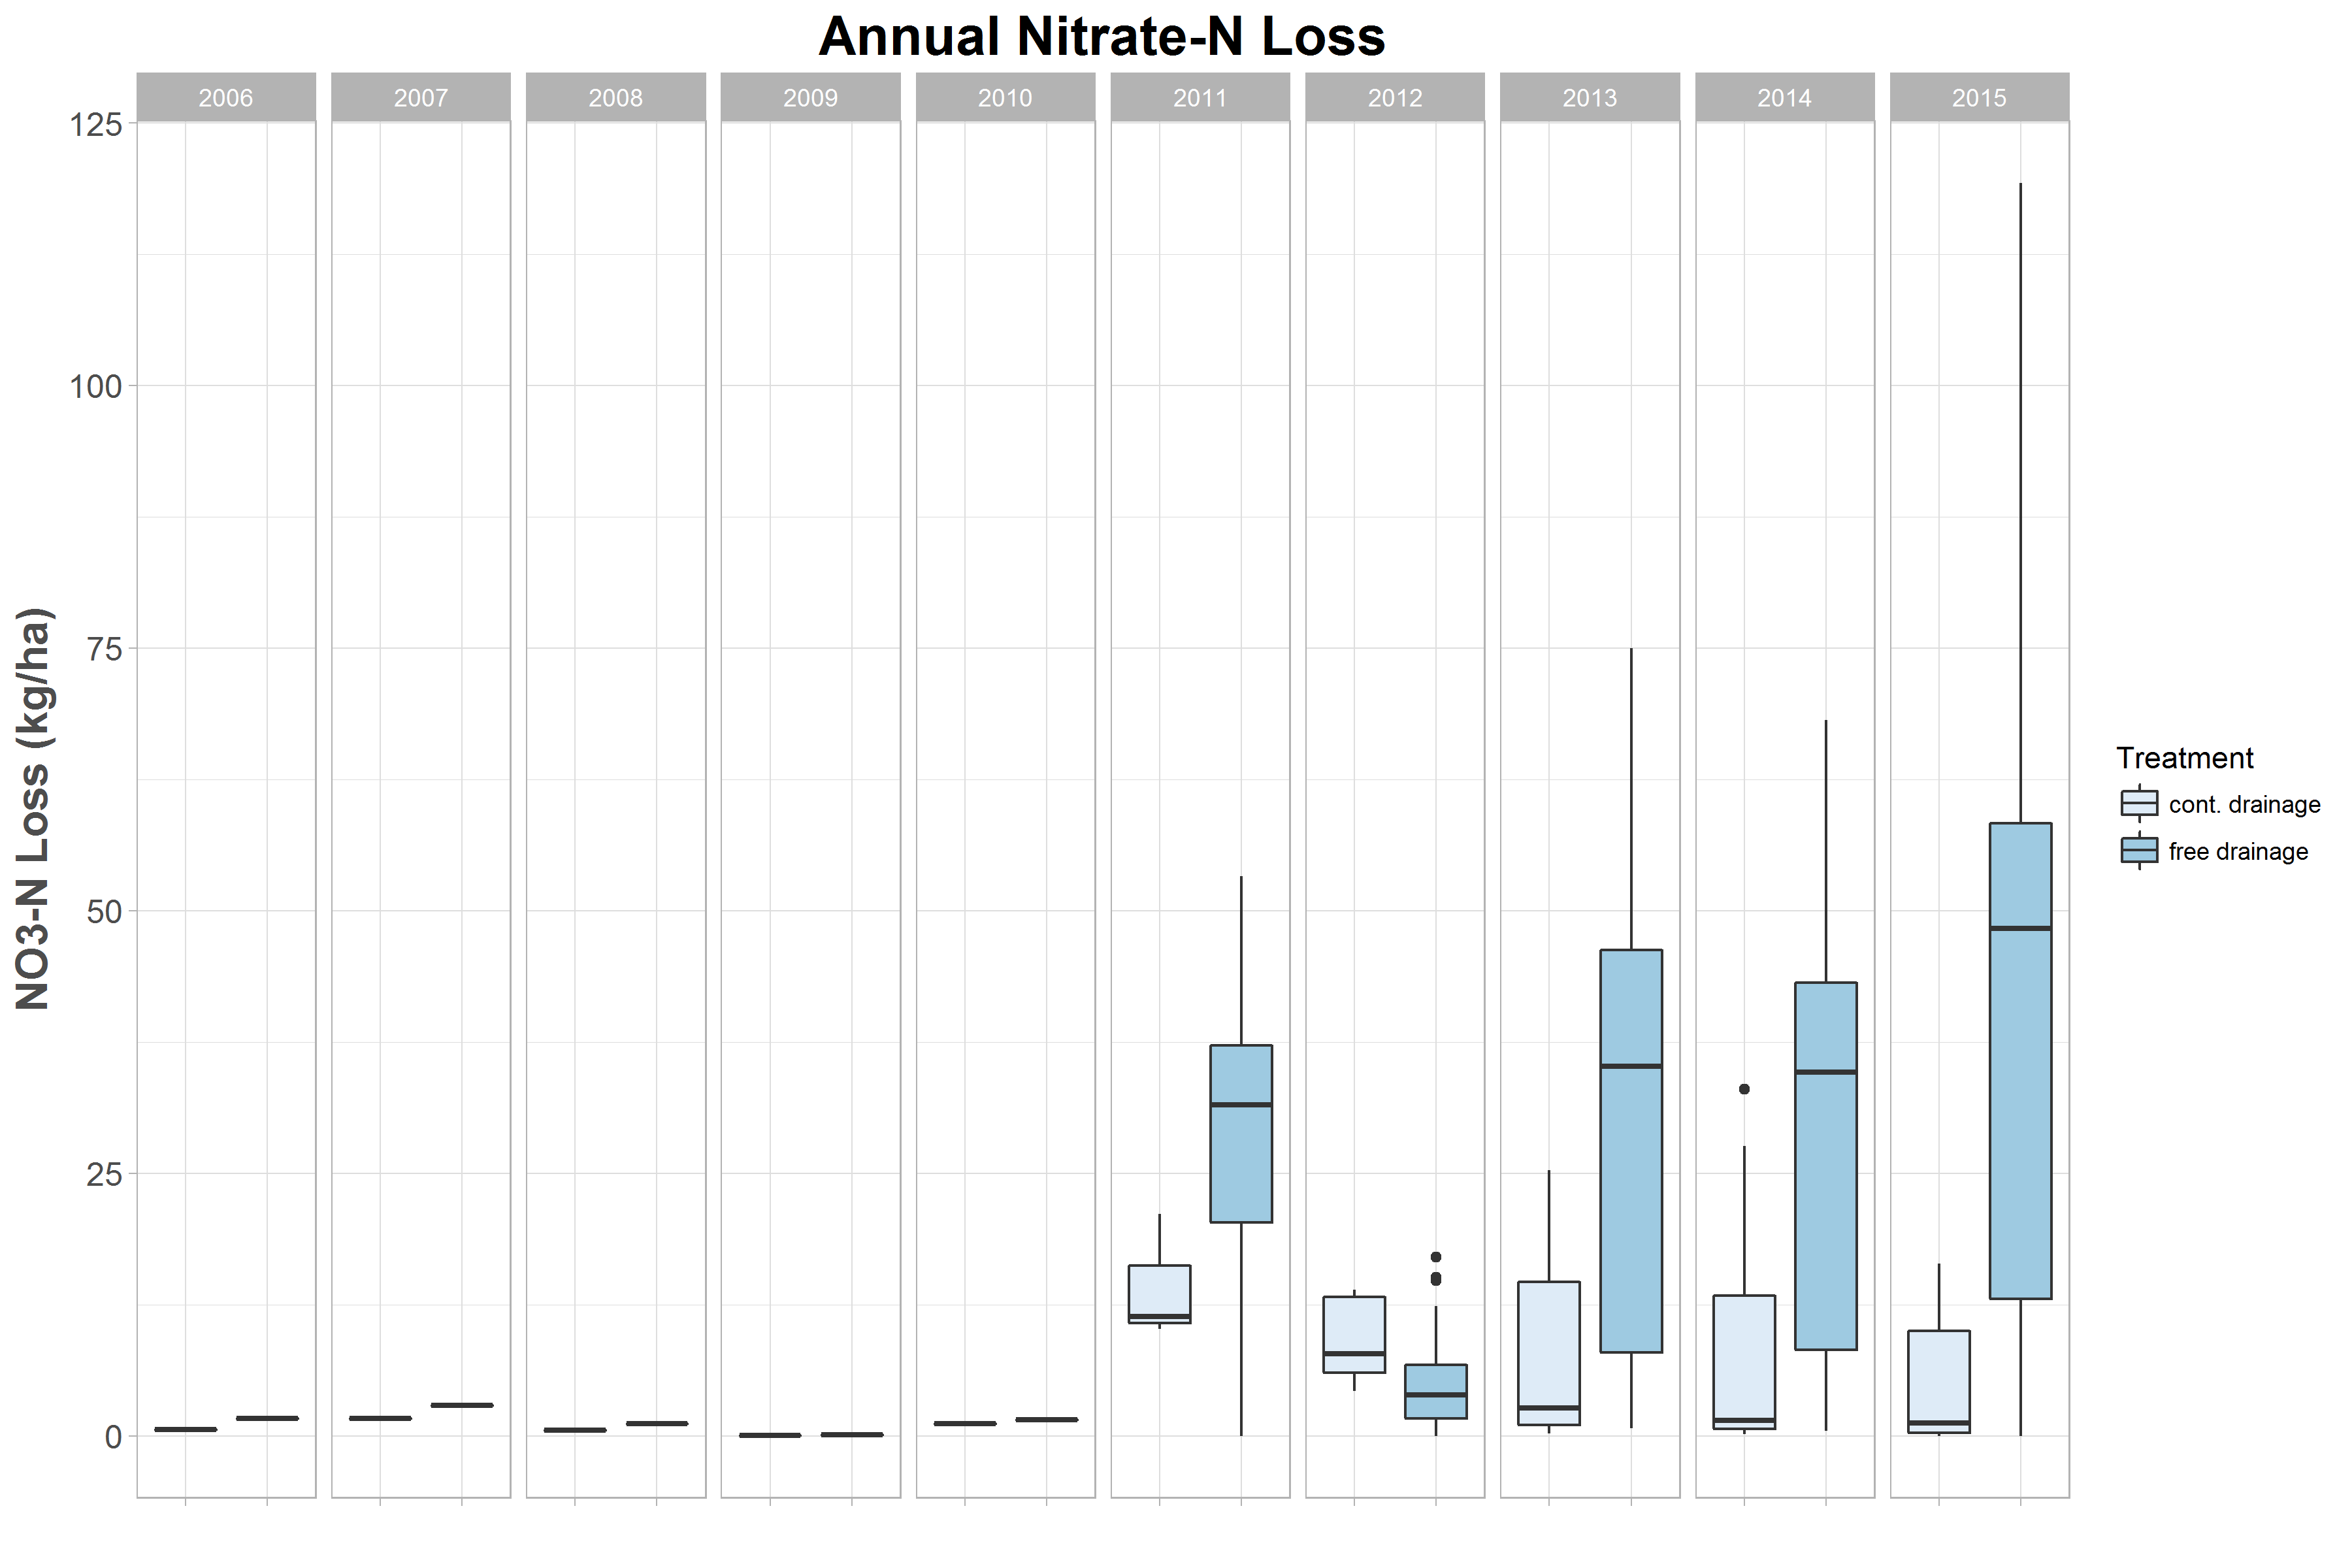 Annual Nitrate-N Loss
2006 2007 2008 2009 2010 2011 2012 2013 2014 2015
125
100
75
50
25
0
NO3-N Loss (kg/ha)
Treatment
cont. drainage
free drainage